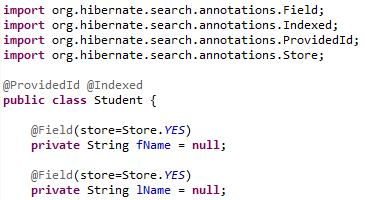 import org.hibernate.search.annotations.Field;
import org.hibernate.search.annotations.Indexed;
import org.hibernate.search.annotations.ProvidedId;
import org.hibernate.search.annotations.Store;
@ProvidedId @Indexed
public class Student {
@Field(store=Store.YES)
private String fName = null;
@Field(store=Store.YES)
private String lName = null;